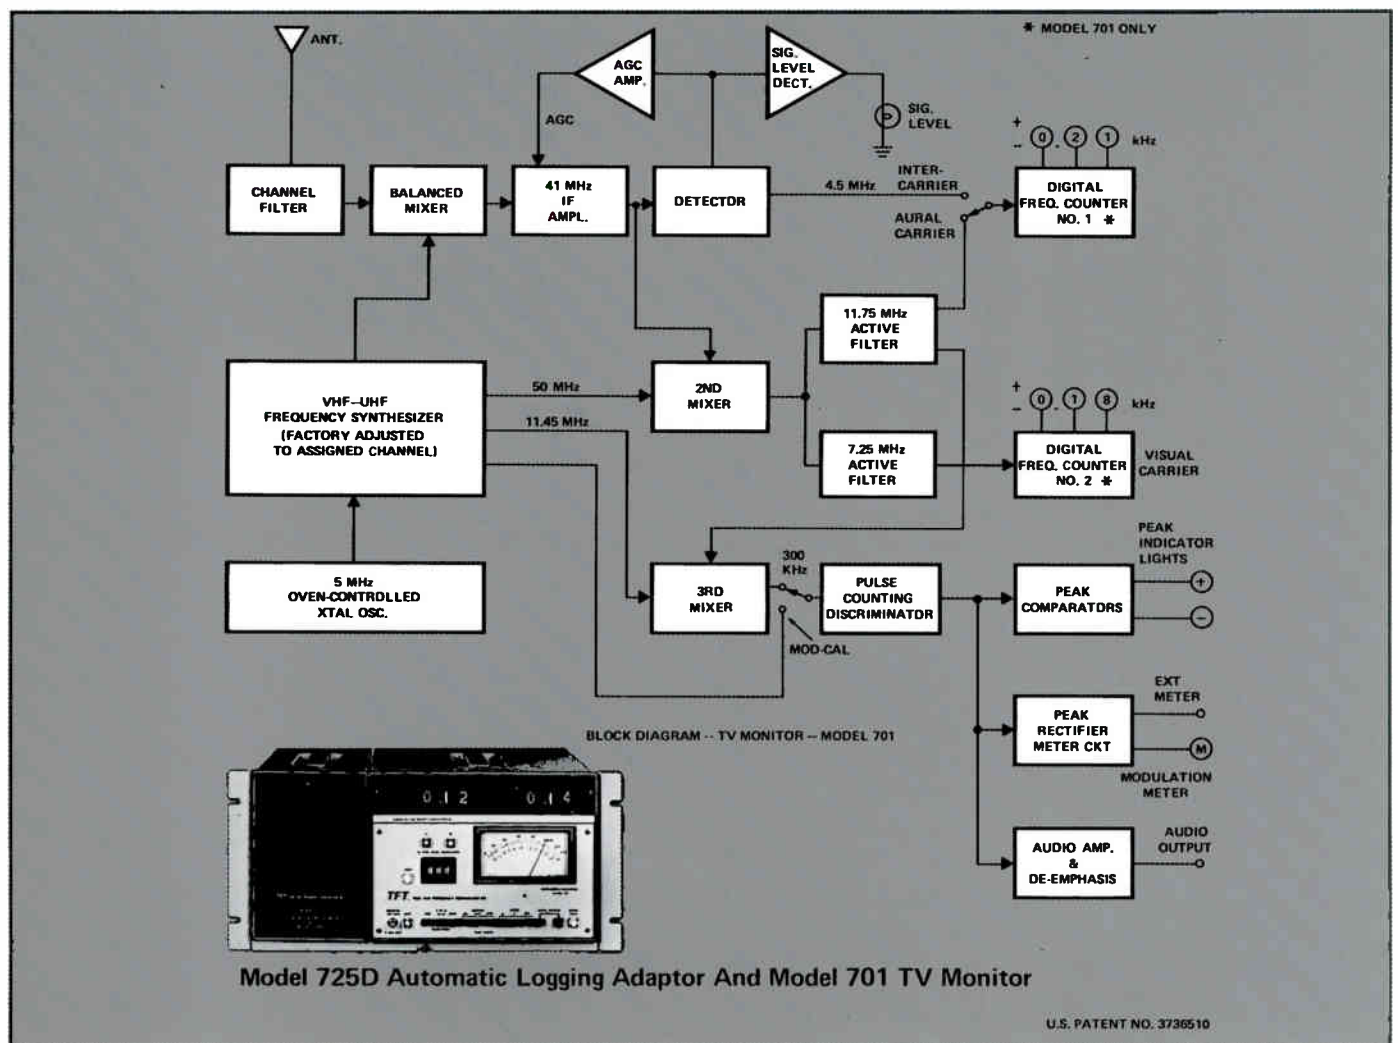 * MODEL 701 ONLY
ANT.
AGC
AMP.
SIG.
LEVEL
DECT.
AGC
SIG.
LEVEL
+
-- 0.21 kHz
CHANNEL
FILTER
BALANCED
MIXER
41 MHz
IF
AMPL.
DETECTOR
4.5 MHz
INTER-
CARRIER
AURAL
CARRIER
DIGITAL
FREQ. COUNTER
NO. 1 *
11.75 MHz
ACTIVE
FILTER
VHF--UHF
FREQUENCY SYNTHESIZER
(FACTORY ADJUSTED
TO ASSIGNED CHANNEL)
50 MHz
11.45 MHz
2ND
MIXER
+
-- 0.18 kHz
7.25 MHz
ACTIVE
FILTER
DIGITAL
FREQ. COUNTER
NO. 2 *
VISUAL
CARRIER
5 MHz
OVEN-CONTROLLED
XTAL OSC.
3RD
MIXER
300
KHz
MOD-CAL
PULSE
COUNTING
DISCRIMINATOR
PEAK
COMPARATORS
PEAK
INDICATOR
LIGHTS
+
−
PEAK
RECTIFIER
METER CKT
EXT
METER
M
MODULATION
METER
AUDIO AMP.
&
DE-EMPHASIS
AUDIO
OUTPUT
BLOCK DIAGRAM -- TV MONITOR -- MODEL 701
0.12 0.14
TFT
Model 725D Automatic Logging Adaptor And Model 701 TV Monitor
U.S. PATENT NO. 3736510